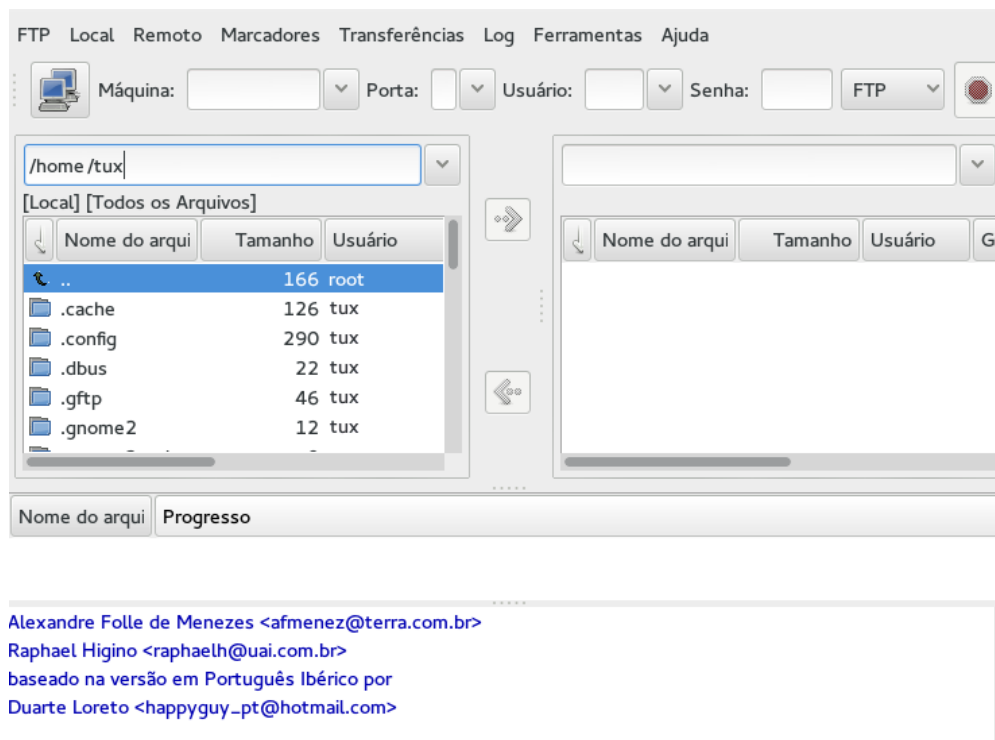 FTP Local Remoto Marcadores Transferências Log Ferramentas Ajuda
Máquina: Porta: Usuário: Senha: FTP
/home/tux
[Local] [Todos os Arquivos]
Nome do arqui Tamanho Usuário
.. 166 root
.cache 126 tux
.config 290 tux
.dbus 22 tux
.gftp 46 tux
.gnome2 12 tux
Nome do arqui Tamanho Usuário G
Nome do arqui Progresso
Alexandre Folle de Menezes <afmenez@terra.com.br>
Raphael Higino <raphaelh@uai.com.br>
baseado na versão em Português Ibérico por
Duarte Loreto <happyguy_pt@hotmail.com>